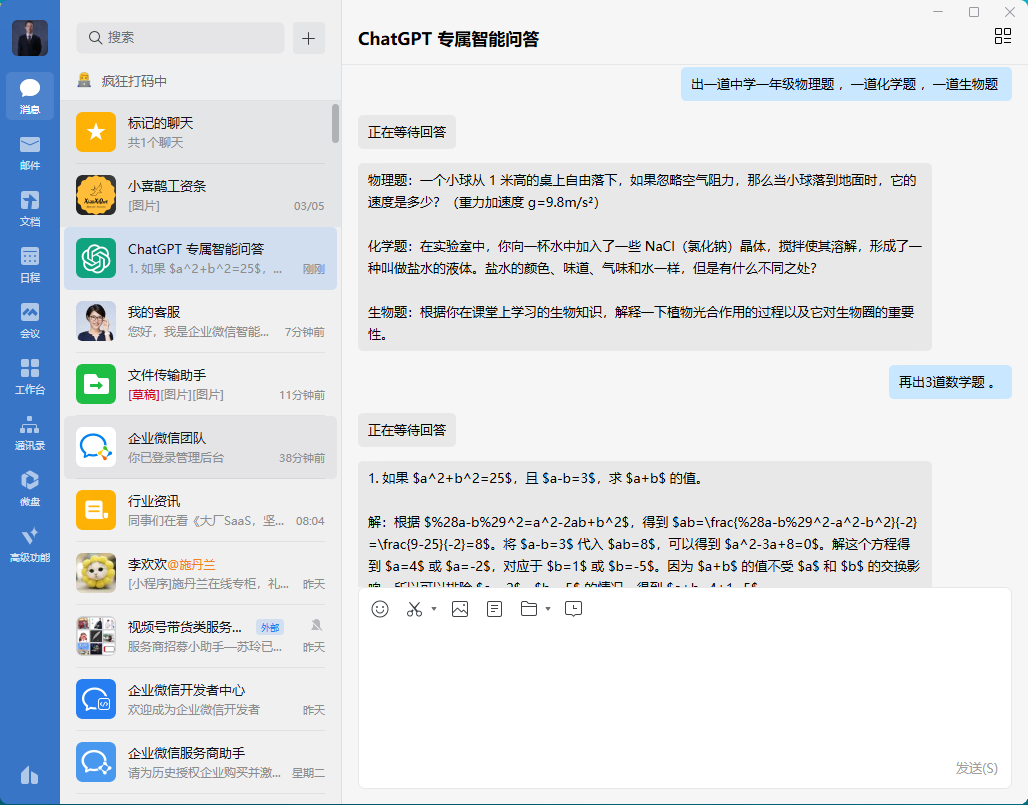 消息
邮件
文档
日程
会议
工作台
通讯录
微盘
高级功能
搜索
疯狂打码中
标记的聊天
共1个聊天
小喜鹊工资条
[图片] 03/05
ChatGPT 专属智能问答
1. 如果 $a^2+b^2=25$，... 刚刚
我的客服
您好，我是企业微信智能... 7分钟前
文件传输助手
[草稿][图片][图片] 11分钟前
企业微信团队
你已登录管理后台 38分钟前
行业资讯
同事们在看《大厂SaaS，坚... 08:04
李欢欢@施丹兰
[小程序]施丹兰在线专柜，礼... 昨天
视频号带货类服务... 外部
服务商招募小助手—苏玲已... 昨天
企业微信开发者中心
欢迎成为企业微信开发者 昨天
企业微信服务商助手
请为历史授权企业购买并激... 星期二
ChatGPT 专属智能问答
出一道中学一年级物理题 ，一道化学题 ，一道生物题
正在等待回答
物理题：一个小球从 1 米高的桌上自由落下，如果忽略空气阻力，那么当小球落到地面时，它的
速度是多少？（重力加速度 g=9.8m/s²）
化学题：在实验室中，你向一杯水中加入了一些 NaCl（氯化钠）晶体，搅拌使其溶解，形成了一
种叫做盐水的液体。盐水的颜色、味道、气味和水一样，但是有什么不同之处？
生物题：根据你在课堂上学习的生物知识，解释一下植物光合作用的过程以及它对生物圈的重要
性。
再出3道数学题 。
正在等待回答
1. 如果 $a^2+b^2=25$，且 $a-b=3$，求 $a+b$ 的值。
解：根据 $%28a-b%29^2=a^2-2ab+b^2$，得到 $ab=\frac{%28a-b%29^2-a^2-b^2}{-2}
=\frac{9-25}{-2}=8$。将 $a-b=3$ 代入 $ab=8$，可以得到 $a^2-3a+8=0$。解这个方程得
到 $a=4$ 或 $a=-2$，对应于 $b=1$ 或 $b=-5$。因为 $a+b$ 的值不受 $a$ 和 $b$ 的交换影
发送(S)